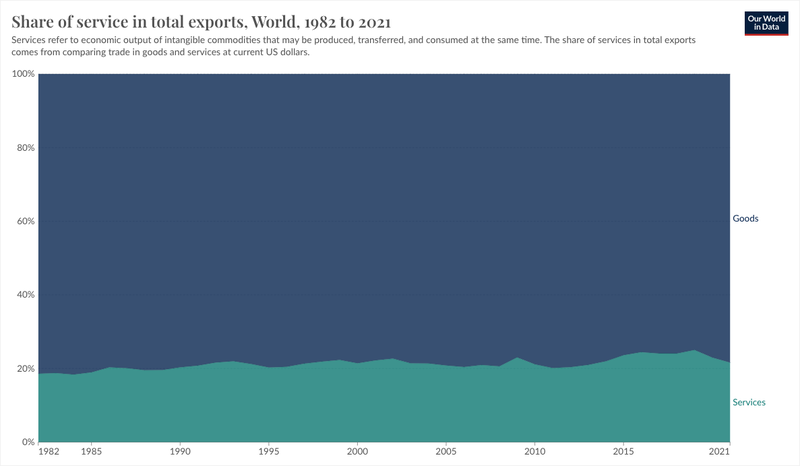 Share of service in total exports, World, 1982 to 2021
Our World
in Data
Services refer to economic output of intangible commodities that may be produced, transferred, and consumed at the same time. The share of services in total exports
comes from comparing trade in goods and services at current US dollars.
100%
80%
60%
40%
20%
0%
Goods
Services
1982 1985 1990 1995 2000 2005 2010 2015 2021